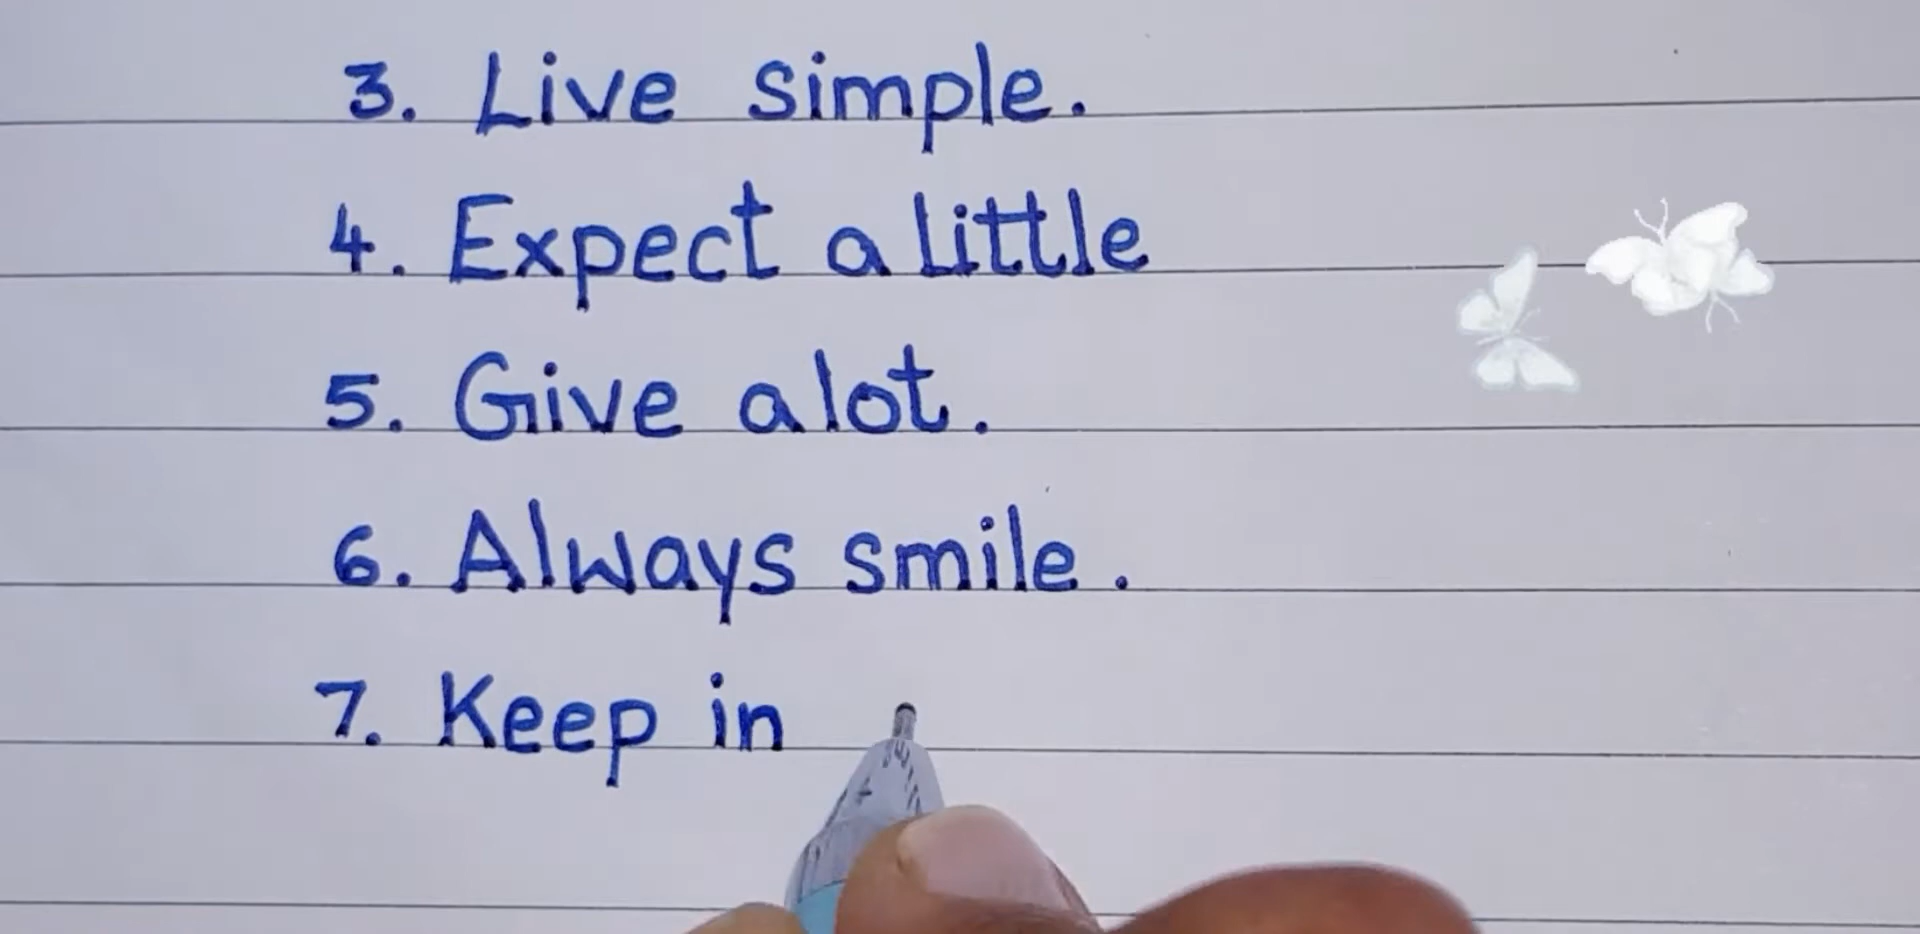 3. Live simple.
4. Expect a little
5. Give alot.
6. Always smile.
7. Keep in